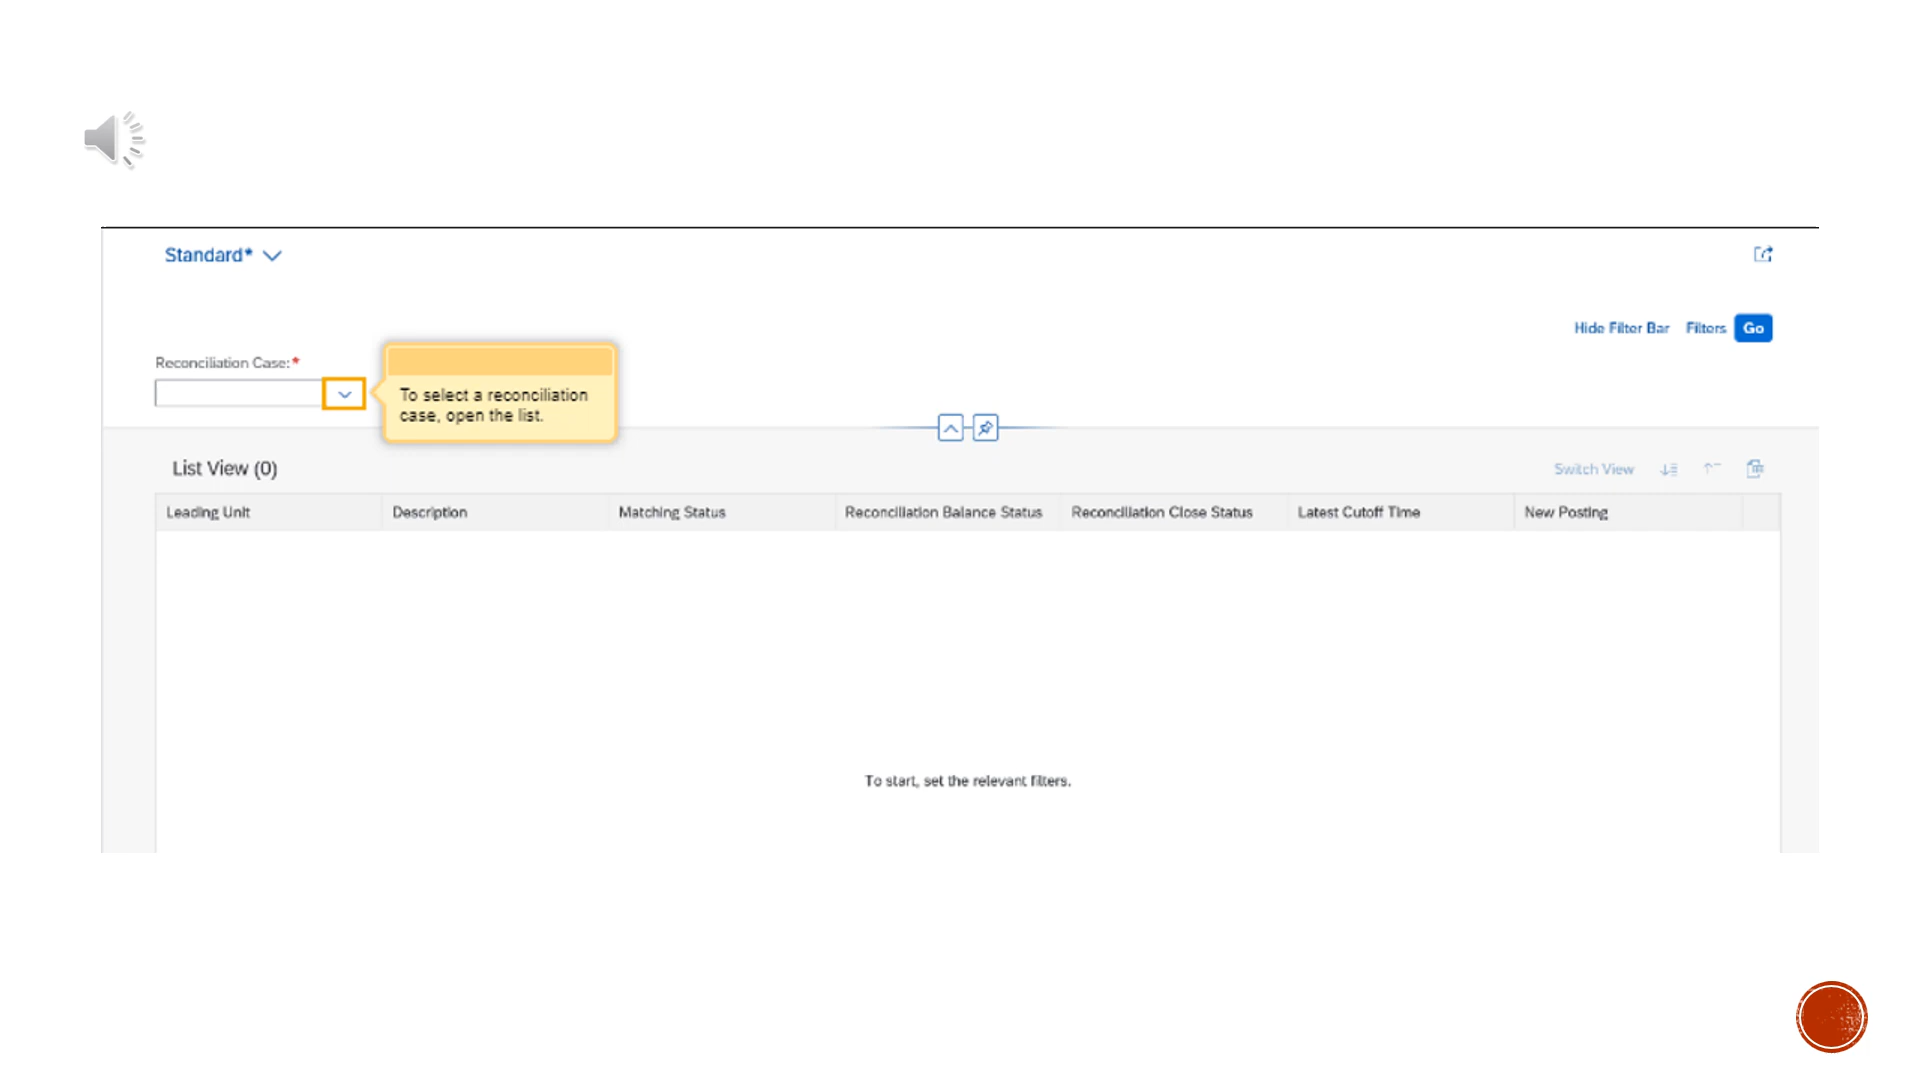 Standard*
Hide Filter Bar Filters Go
Reconciliation Case:*
To select a reconciliation
case, open the list.
List View (0)
Switch View
Leading Unit Description Matching Status Reconciliation Balance Status Reconciliation Close Status Latest Cutoff Time New Posting
To start, set the relevant filters.